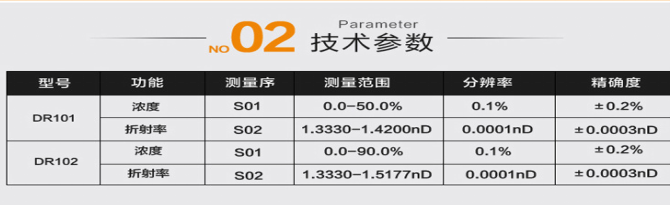 Parameter
NO 02 技术参数
型号 功能 测量序 测量范围 分辨率 精确度
DR101 浓度 S01 0.0-50.0% 0.1% ±0.2%
折射率 S02 1.3330-1.4200nD 0.0001nD ±0.0003nD
DR102 浓度 S01 0.0-90.0% 0.1% ±0.2%
折射率 S02 1.3330-1.5177nD 0.0001nD ±0.0003nD